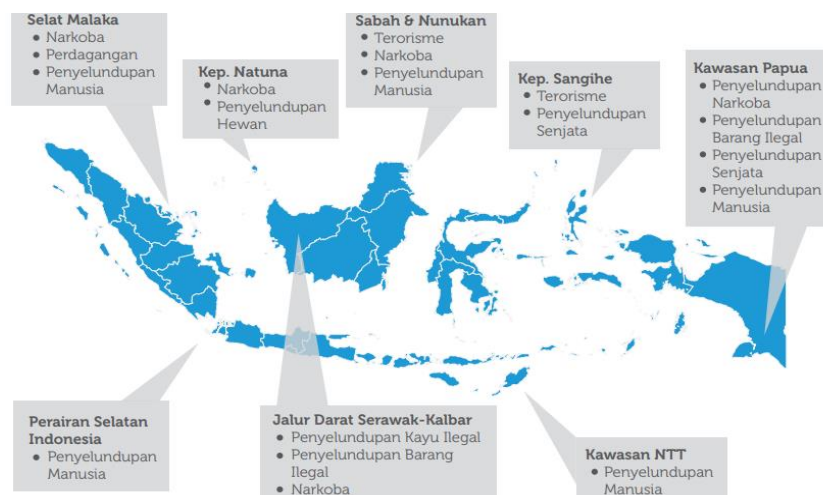 Selat Malaka
• Narkoba
• Perdagangan
• Penyelundupan
Manusia
Kep. Natuna
• Narkoba
• Penyelundupan
Hewan
Sabah & Nunukan
• Terorisme
• Narkoba
• Penyelundupan
Manusia
Kep. Sangihe
• Terorisme
• Penyelundupan
Senjata
Kawasan Papua
• Penyelundupan
Narkoba
• Penyelundupan
Barang Ilegal
• Penyelundupan
Senjata
• Penyelundupan
Manusia
Perairan Selatan
Indonesia
• Penyelundupan
Manusia
Jalur Darat Serawak-Kalbar
• Penyelundupan Kayu Ilegal
• Penyelundupan Barang
Ilegal
• Narkoba
Kawasan NTT
• Penyelundupan
Manusia